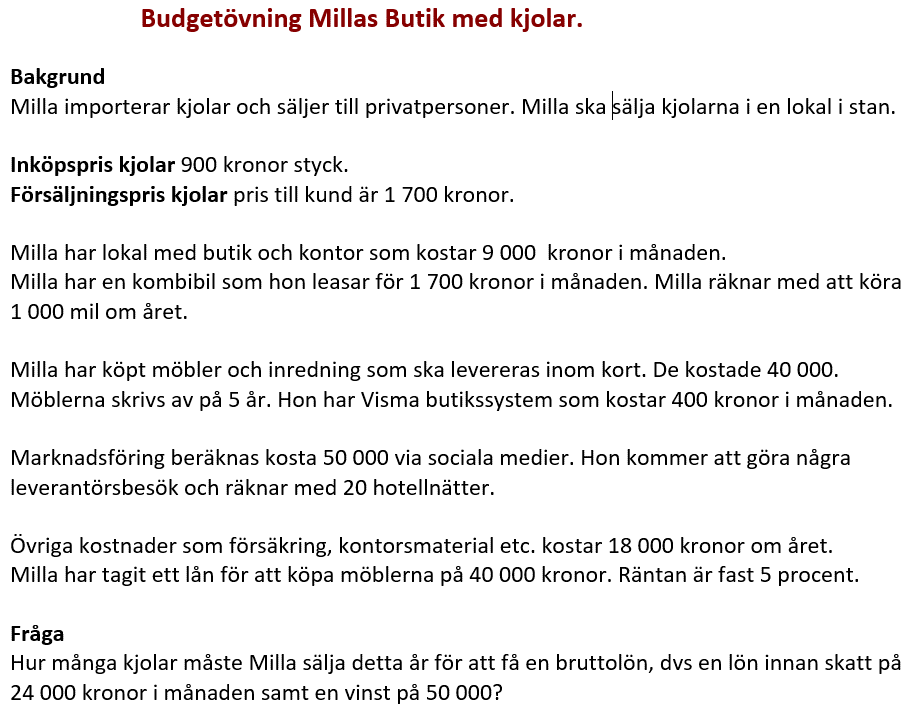 Budgetövning Millas Butik med kjolar.
Bakgrund
Milla importerar kjolar och säljer till privatpersoner. Milla ska sälja kjolarna i en lokal i stan.
Inköpspris kjolar 900 kronor styck.
Försäljningspris kjolar pris till kund är 1 700 kronor.
Milla har lokal med butik och kontor som kostar 9 000  kronor i månaden.
Milla har en kombibil som hon leasar för 1 700 kronor i månaden. Milla räknar med att köra
1 000 mil om året.
Milla har köpt möbler och inredning som ska levereras inom kort. De kostade 40 000.
Möblerna skrivs av på 5 år. Hon har Visma butikssystem som kostar 400 kronor i månaden.
Marknadsföring beräknas kosta 50 000 via sociala medier. Hon kommer att göra några
leverantörsbesök och räknar med 20 hotellnätter.
Övriga kostnader som försäkring, kontorsmaterial etc. kostar 18 000 kronor om året.
Milla har tagit ett lån för att köpa möblerna på 40 000 kronor. Räntan är fast 5 procent.
Fråga
Hur många kjolar måste Milla sälja detta år för att få en bruttolön, dvs en lön innan skatt på
24 000 kronor i månaden samt en vinst på 50 000?